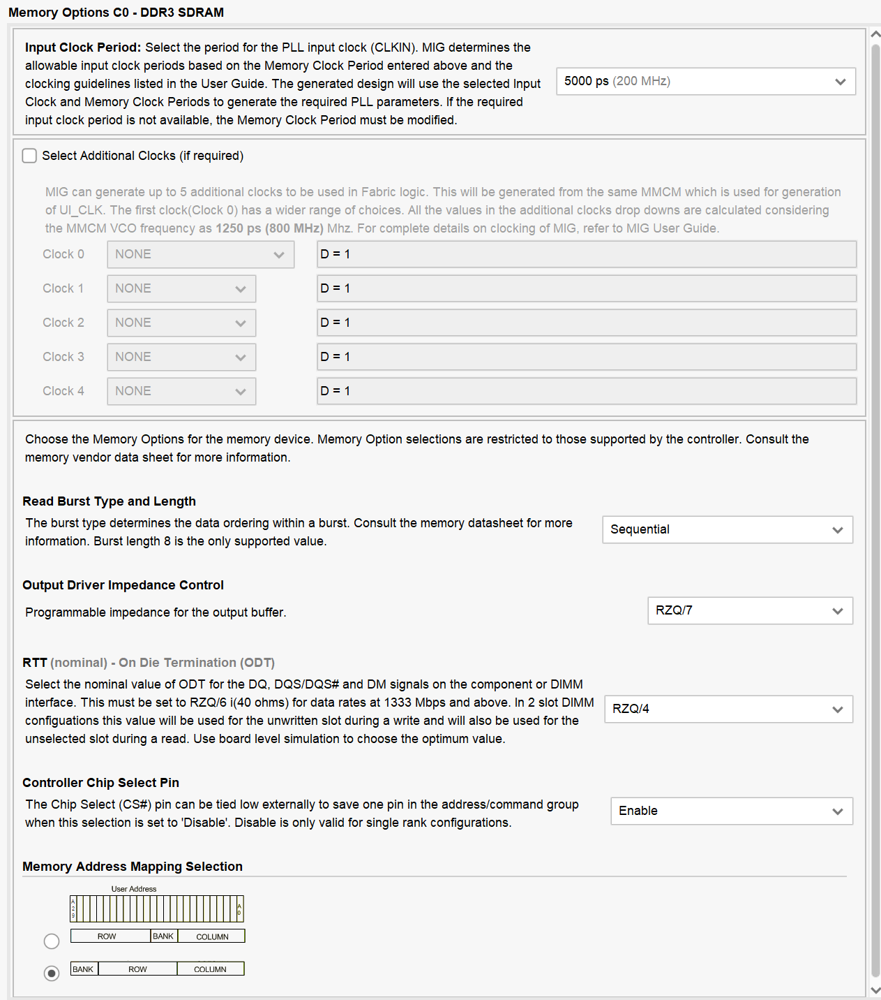 Memory Options C0 - DDR3 SDRAM
Input Clock Period: Select the period for the PLL input clock (CLKIN). MIG determines the
allowable input clock periods based on the Memory Clock Period entered above and the
clocking guidelines listed in the User Guide. The generated design will use the selected Input
Clock and Memory Clock Periods to generate the required PLL parameters. If the required
input clock period is not available, the Memory Clock Period must be modified.
5000 ps (200 MHz)
Select Additional Clocks (if required)
MIG can generate up to 5 additional clocks to be used in Fabric logic. This will be generated from the same MMCM which is used for generation
of UI_CLK. The first clock(Clock 0) has a wider range of choices. All the values in the additional clocks drop downs are calculated considering
the MMCM VCO frequency as 1250 ps (800 MHz) Mhz. For complete details on clocking of MIG, refer to MIG User Guide.
Clock 0 NONE D = 1
Clock 1 NONE D = 1
Clock 2 NONE D = 1
Clock 3 NONE D = 1
Clock 4 NONE D = 1
Choose the Memory Options for the memory device. Memory Option selections are restricted to those supported by the controller. Consult the
memory vendor data sheet for more information.
Read Burst Type and Length
The burst type determines the data ordering within a burst. Consult the memory datasheet for more
information. Burst length 8 is the only supported value.
Sequential
Output Driver Impedance Control
Programmable impedance for the output buffer.
RZQ/7
RTT (nominal) - On Die Termination (ODT)
Select the nominal value of ODT for the DQ, DQS/DQS# and DM signals on the component or DIMM
interface. This must be set to RZQ/6 i(40 ohms) for data rates at 1333 Mbps and above. In 2 slot DIMM
configuations this value will be used for the unwritten slot during a write and will also be used for the
unselected slot during a read. Use board level simulation to choose the optimum value.
RZQ/4
Controller Chip Select Pin
The Chip Select (CS#) pin can be tied low externally to save one pin in the address/command group
when this selection is set to 'Disable'. Disable is only valid for single rank configurations.
Enable
Memory Address Mapping Selection
User Address
A29 A0
ROW BANK COLUMN
BANK ROW COLUMN